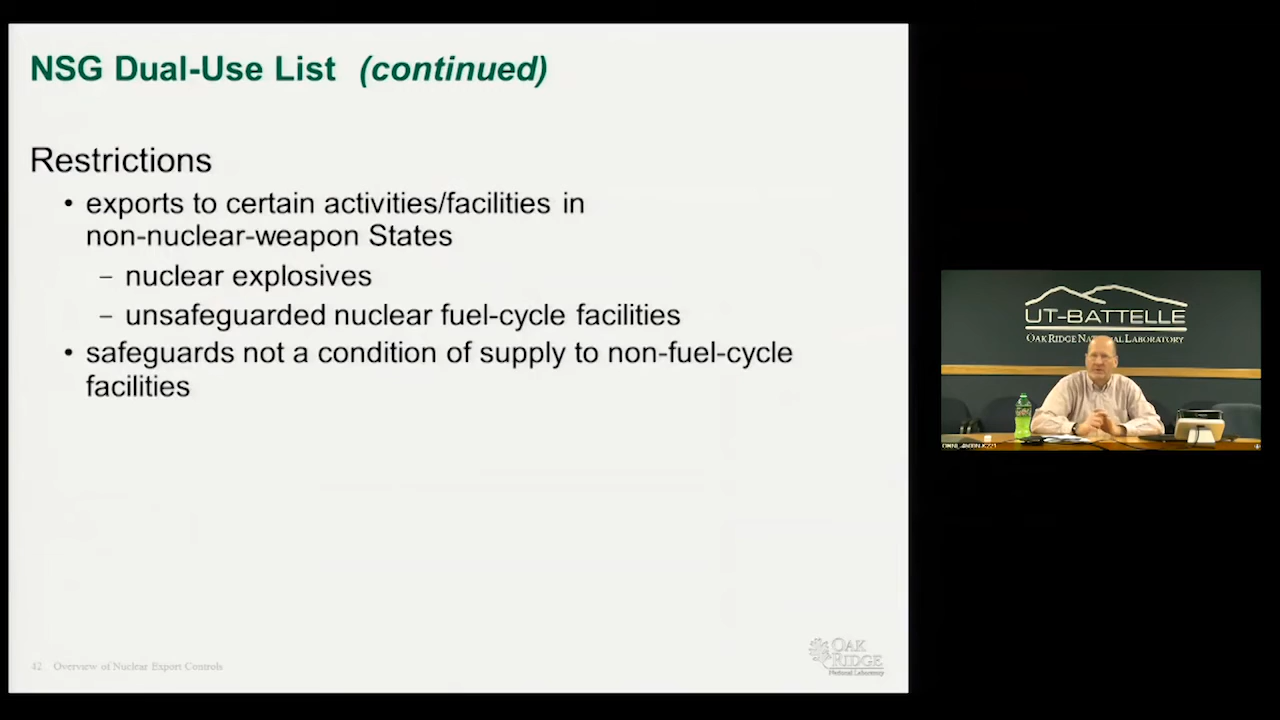 NSG Dual-Use List (continued)
Restrictions
• exports to certain activities/facilities in
non-nuclear-weapon States
– nuclear explosives
– unsafeguarded nuclear fuel-cycle facilities
• safeguards not a condition of supply to non-fuel-cycle
facilities
42 Overview of Nuclear Export Controls
OAK
RIDGE
National Laboratory
UT-BATTELLE
OAK RIDGE NATIONAL LABORATORY